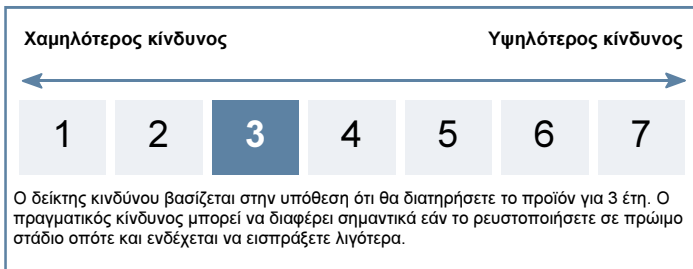 Χαμηλότερος κίνδυνος Υψηλότερος κίνδυνος
1 2 3 4 5 6 7
Ο δείκτης κινδύνου βασίζεται στην υπόθεση ότι θα διατηρήσετε το προϊόν για 3 έτη. Ο
πραγματικός κίνδυνος μπορεί να διαφέρει σημαντικά εάν το ρευστοποιήσετε σε πρώιμο
στάδιο οπότε και ενδέχεται να εισπράξετε λιγότερα.